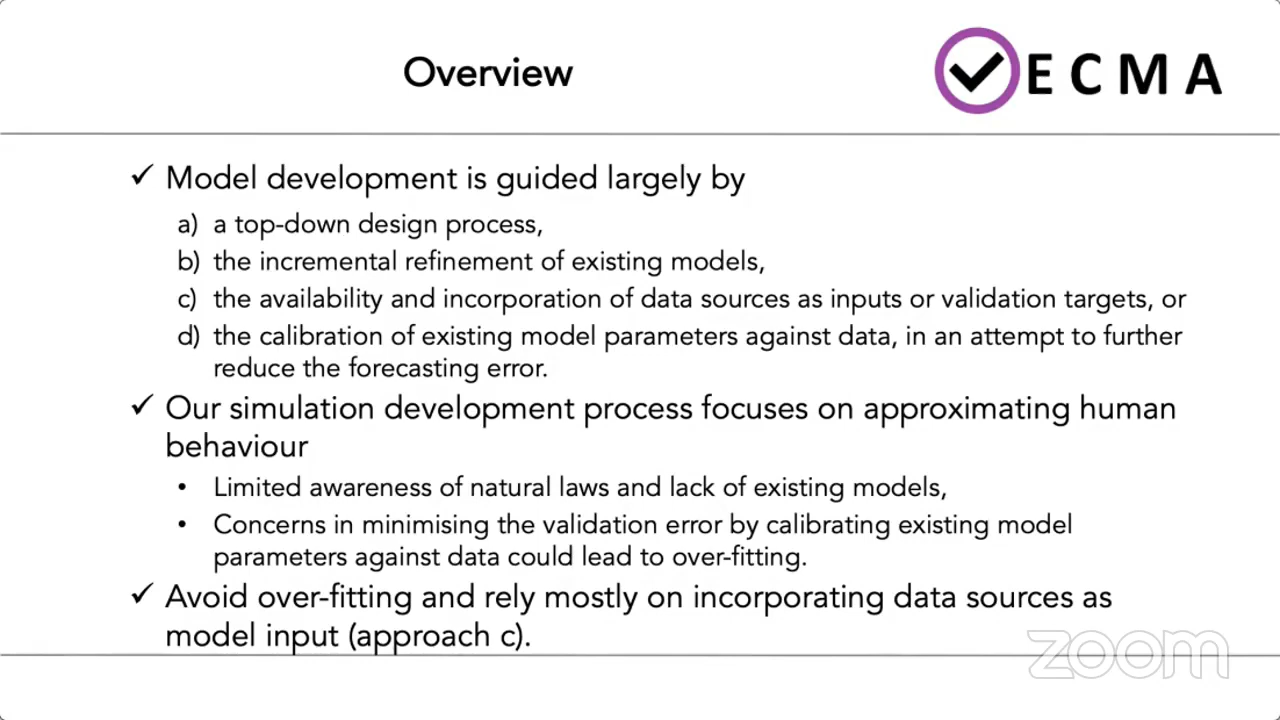 Overview
VECMA
✓ Model development is guided largely by
a) a top-down design process,
b) the incremental refinement of existing models,
c) the availability and incorporation of data sources as inputs or validation targets, or
d) the calibration of existing model parameters against data, in an attempt to further
reduce the forecasting error.
✓ Our simulation development process focuses on approximating human
behaviour
• Limited awareness of natural laws and lack of existing models,
• Concerns in minimising the validation error by calibrating existing model
parameters against data could lead to over-fitting.
✓ Avoid over-fitting and rely mostly on incorporating data sources as
model input (approach c).
zoom